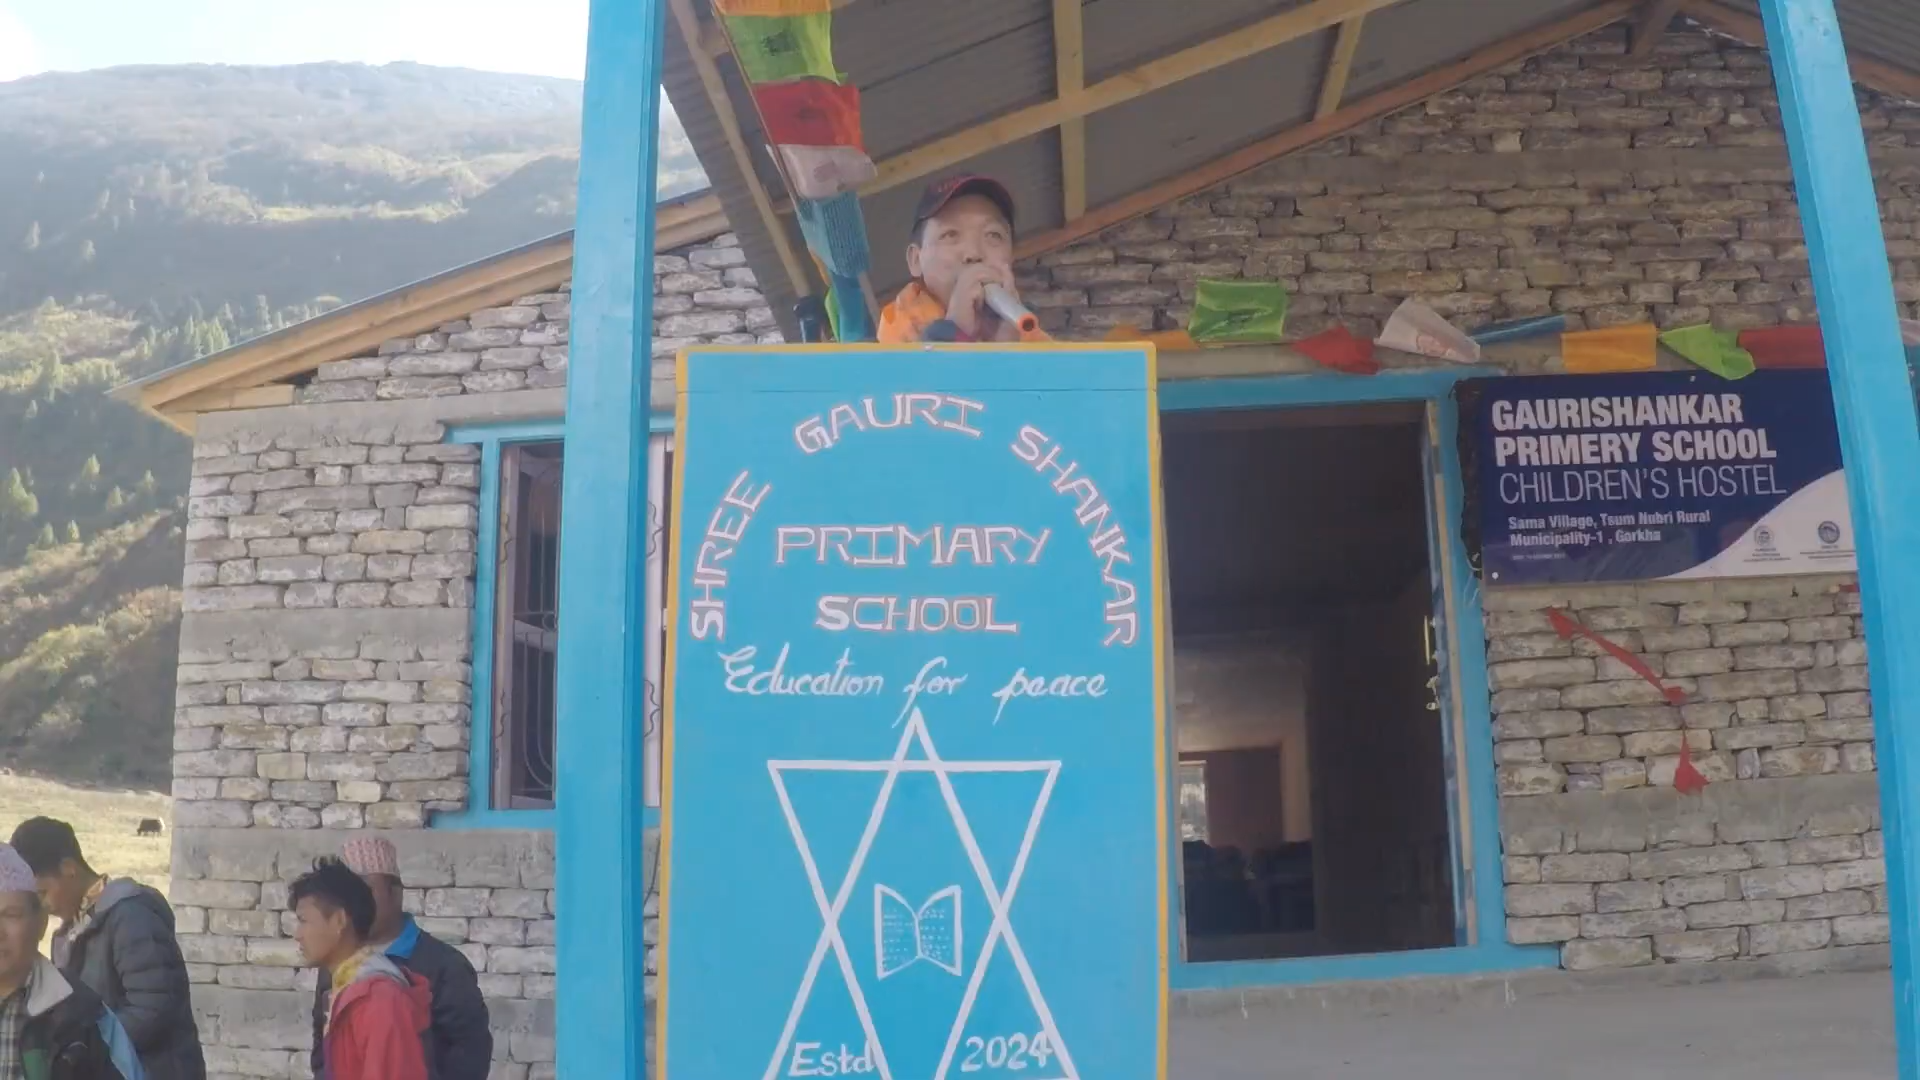 SHREE GAURI SHANKAR
PRIMARY
SCHOOL
Education for peace
Estd 2024
GAURISHANKAR
PRIMERY SCHOOL
CHILDREN'S HOSTEL
Sama Village, Tsum Nubri Rural
Municipality-1 , Gorkha